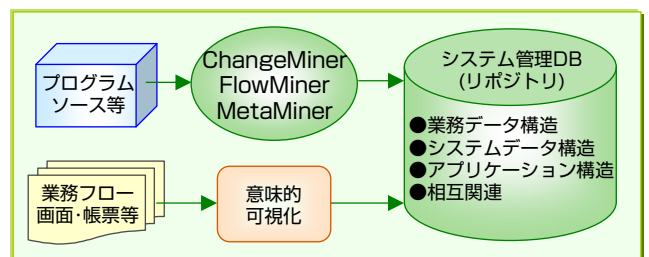 プログラム
ソース等
ChangeMiner
FlowMiner
MetaMiner
システム管理DB
(リポジトリ)
●業務データ構造
●システムデータ構造
●アプリケーション構造
●相互関連
業務フロー
画面・帳票等
意味的
可視化